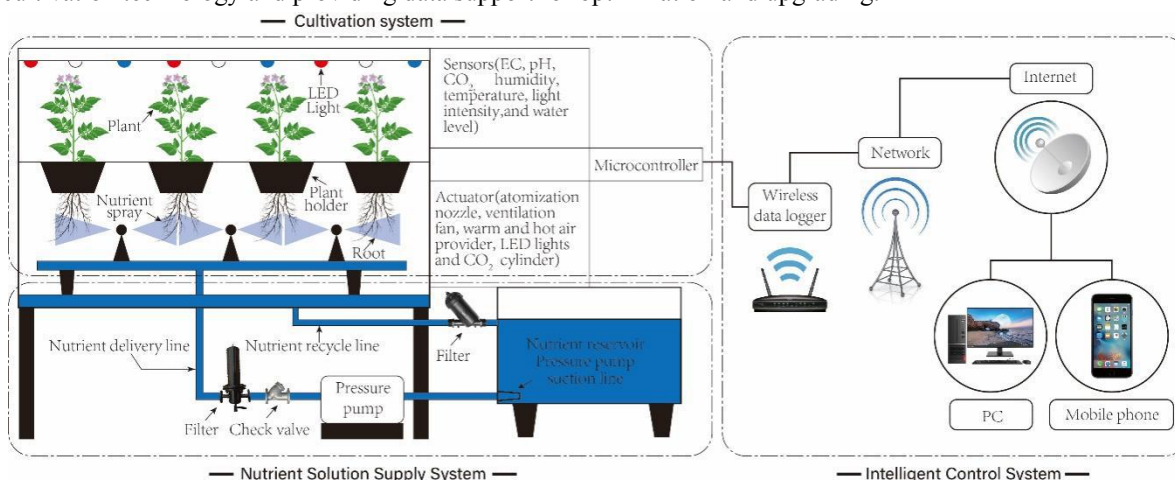 — Cultivation system —
Sensors(EC, pH,
CO₂, humidity,
temperature, light
intensity,and water
level)
LED
Light
Plant
Plant
holder
Nutrient
spray
Root
Actuator(atomization
nozzle, ventilation
fan, warm and hot air
provider, LED lights
and CO₂ cylinder)
Microcontroller
Nutrient delivery line
Nutrient recycle line
Filter
Nutrient reservoir
Pressure pump
suction line
Pressure
pump
Filter
Check valve
— Nutrient Solution Supply System —
Internet
Network
Wireless
data logger
PC
Mobile phone
— Intelligent Control System —